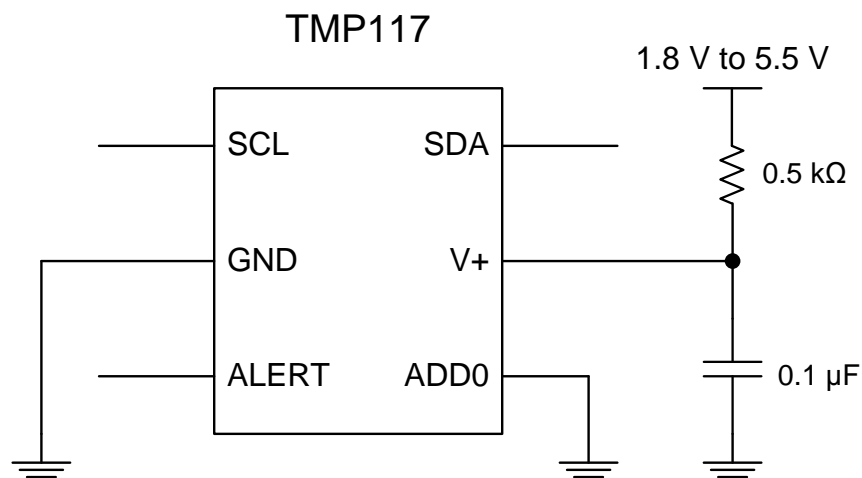 TMP117
1.8 V to 5.5 V
SCL
SDA
0.5 kΩ
GND
V+
ALERT
ADD0
0.1 µF